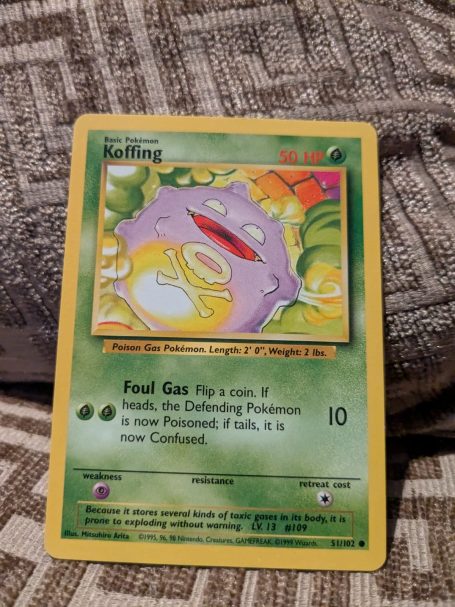 Basic Pokémon
Koffing 50 HP
Poison Gas Pokémon. Length: 2' 0", Weight: 2 lbs.
Foul Gas Flip a coin. If
heads, the Defending Pokémon
is now Poisoned; if tails, it is
now Confused.
10
weakness resistance retreat cost
Because it stores several kinds of toxic gases in its body, it is
prone to exploding without warning. LV. 13 #109
Illus. Mitsuhiro Arita ©1995, 96, 98 Nintendo, Creatures, GAMEFREAK. ©1999 Wizards. 51/102